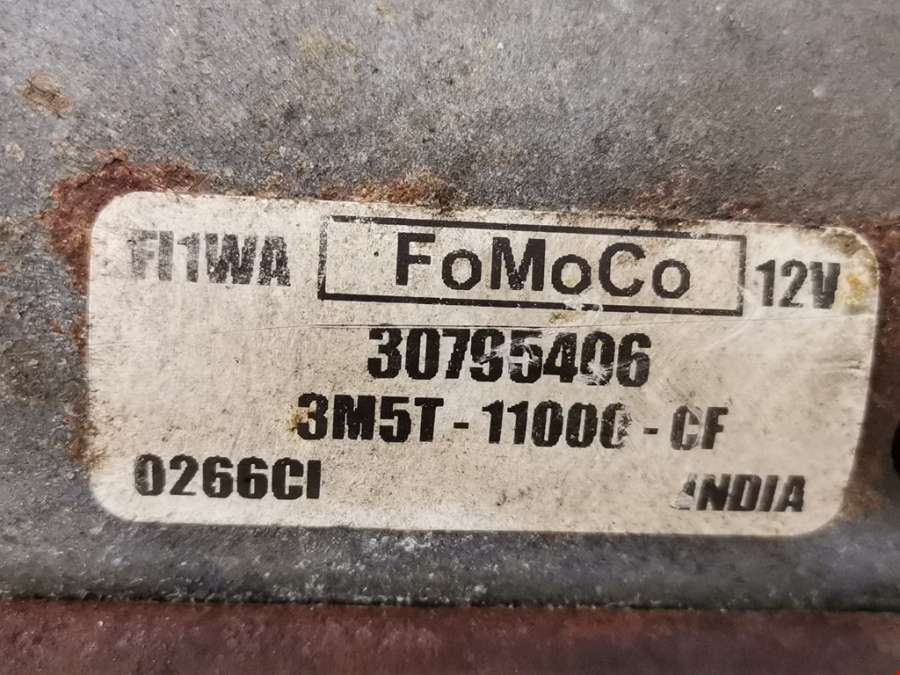 FI1WA FoMoCo 12V
30795406
3M5T-11000-CF
0266CI INDIA